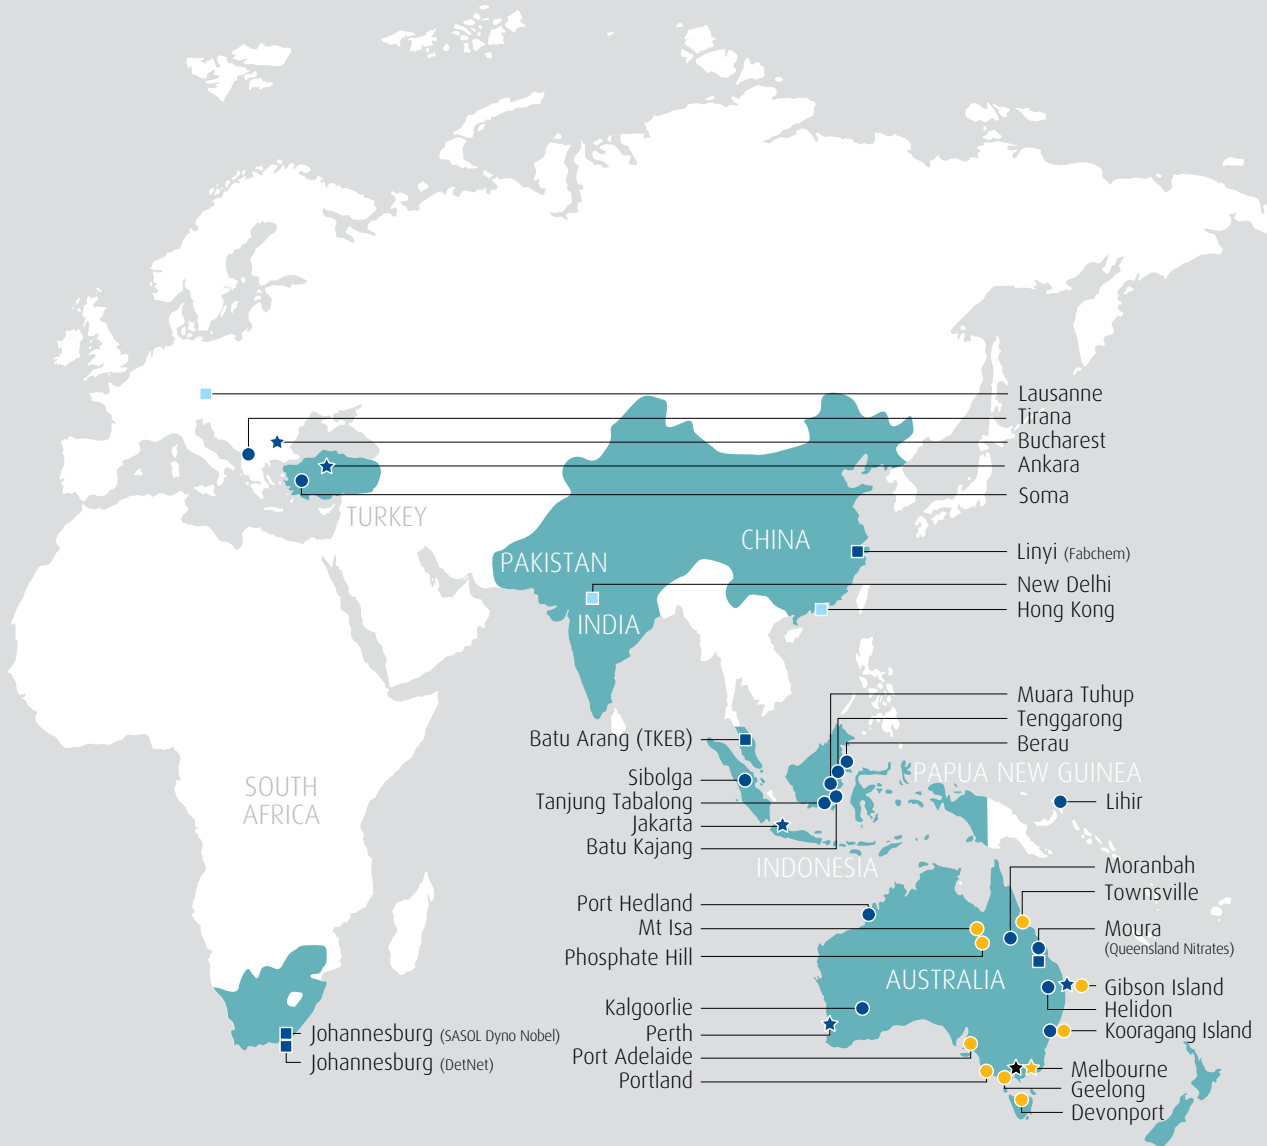 Lausanne
Tirana
Bucharest
Ankara
Soma
TURKEY
CHINA
Linyi (Fabchem)
PAKISTAN
New Delhi
Hong Kong
INDIA
Muara Tuhup
Tenggarong
Batu Arang (TKEB)
Berau
PAPUA NEW GUINEA
Sibolga
SOUTH
AFRICA
Tanjung Tabalong
Lihir
Jakarta
Batu Kajang
INDONESIA
Moranbah
Townsville
Port Hedland
Mt Isa
Moura
(Queensland Nitrates)
Phosphate Hill
AUSTRALIA
Gibson Island
Kalgoorlie
Helidon
Perth
Kooragang Island
Johannesburg (SASOL Dyno Nobel)
Port Adelaide
Johannesburg (DetNet)
Melbourne
Portland
Geelong
Devonport